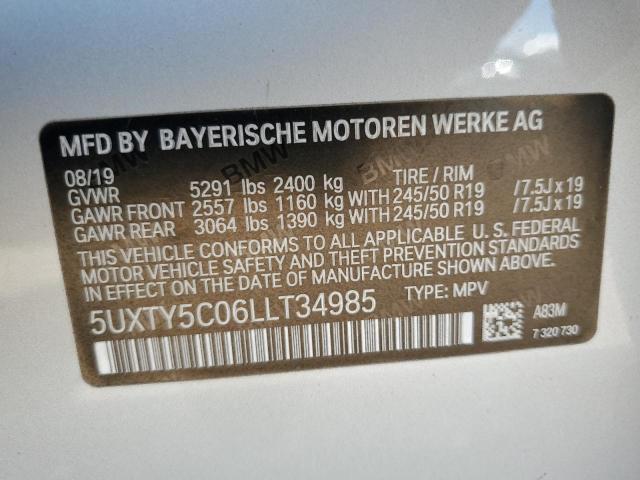 MFD BY BAYERISCHE MOTOREN WERKE AG
08/19 TIRE / RIM
GVWR 5291 lbs 2400 kg
GAWR FRONT 2557 lbs 1160 kg WITH 245/50 R19 /7.5J x 19
GAWR REAR 3064 lbs 1390 kg WITH 245/50 R19 /7.5J x 19
THIS VEHICLE CONFORMS TO ALL APPLICABLE U. S. FEDERAL
MOTOR VEHICLE SAFETY, BUMPER, AND THEFT PREVENTION STANDARDS
IN EFFECT ON THE DATE OF MANUFACTURE SHOWN ABOVE.
5UXTY5C06LLT34985 TYPE: MPV
A83M
7 320 730